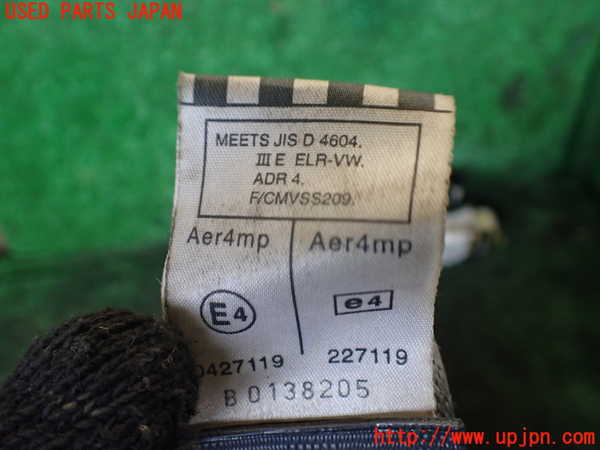 USED PARTS JAPAN
MEETS JIS D 4604.
III E ELR-VW.
ADR 4.
F/CMVSS209.
Aer4mp Aer4mp
E4 e4
0427119 227119
B0138205
http://www.upjpn.com/